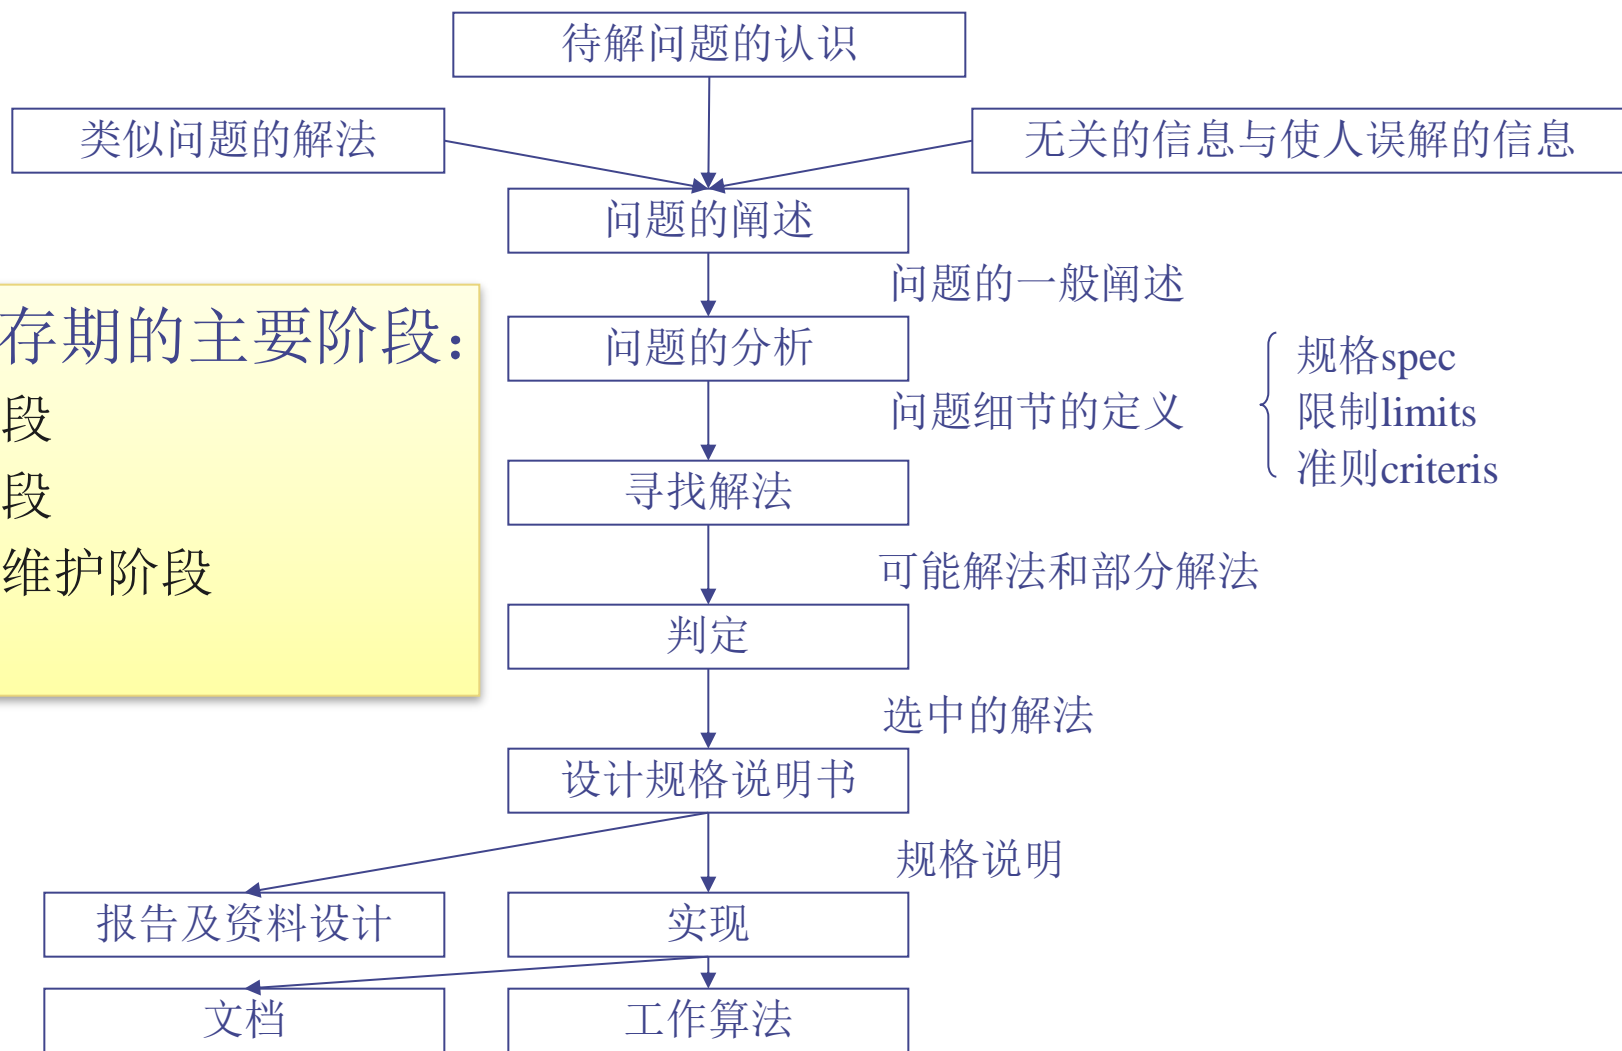 待解问题的认识
类似问题的解法
无关的信息与使人误解的信息
问题的阐述
问题的一般阐述
存期的主要阶段：
段
段
维护阶段
问题的分析
问题细节的定义
规格spec
限制limits
准则criteris
寻找解法
可能解法和部分解法
判定
选中的解法
设计规格说明书
规格说明
报告及资料设计
实现
文档
工作算法